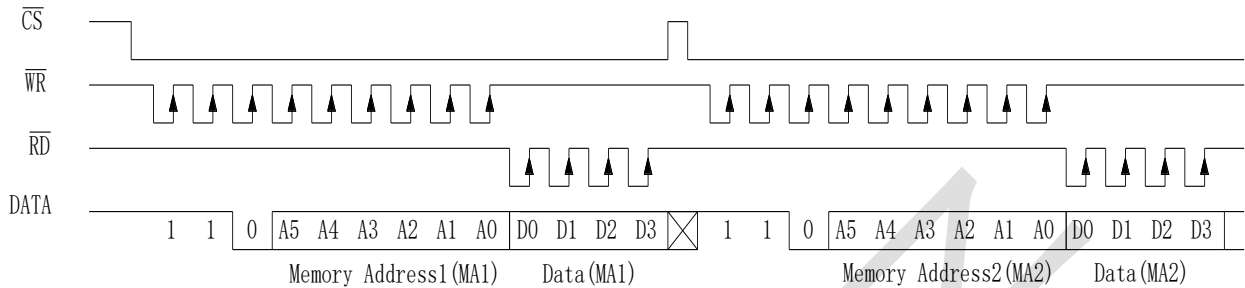 CS
WR
RD
DATA
1 1 0 A5 A4 A3 A2 A1 A0 D0 D1 D2 D3 1 1 0 A5 A4 A3 A2 A1 A0 D0 D1 D2 D3
Memory Address1(MA1) Data(MA1) Memory Address2(MA2) Data(MA2)